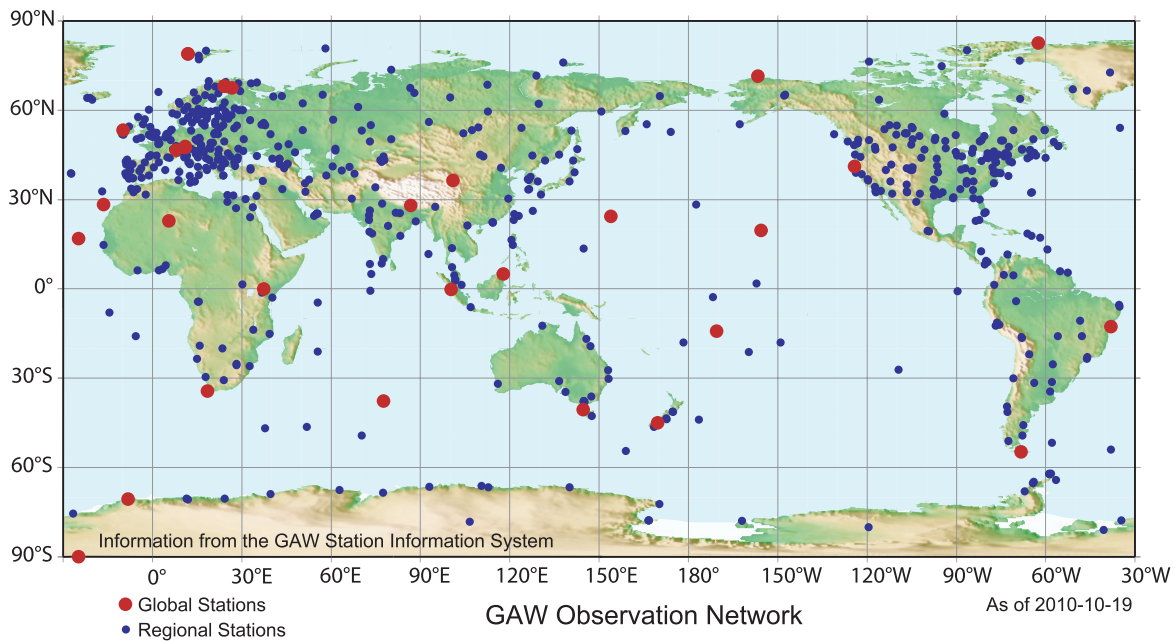 90°N
60°N
30°N
0°
30°S
60°S
90°S
Information from the GAW Station Information System
0° 30°E 60°E 90°E 120°E 150°E 180° 150°W 120°W 90°W 60°W 30°W
Global Stations
Regional Stations
GAW Observation Network
As of 2010-10-19